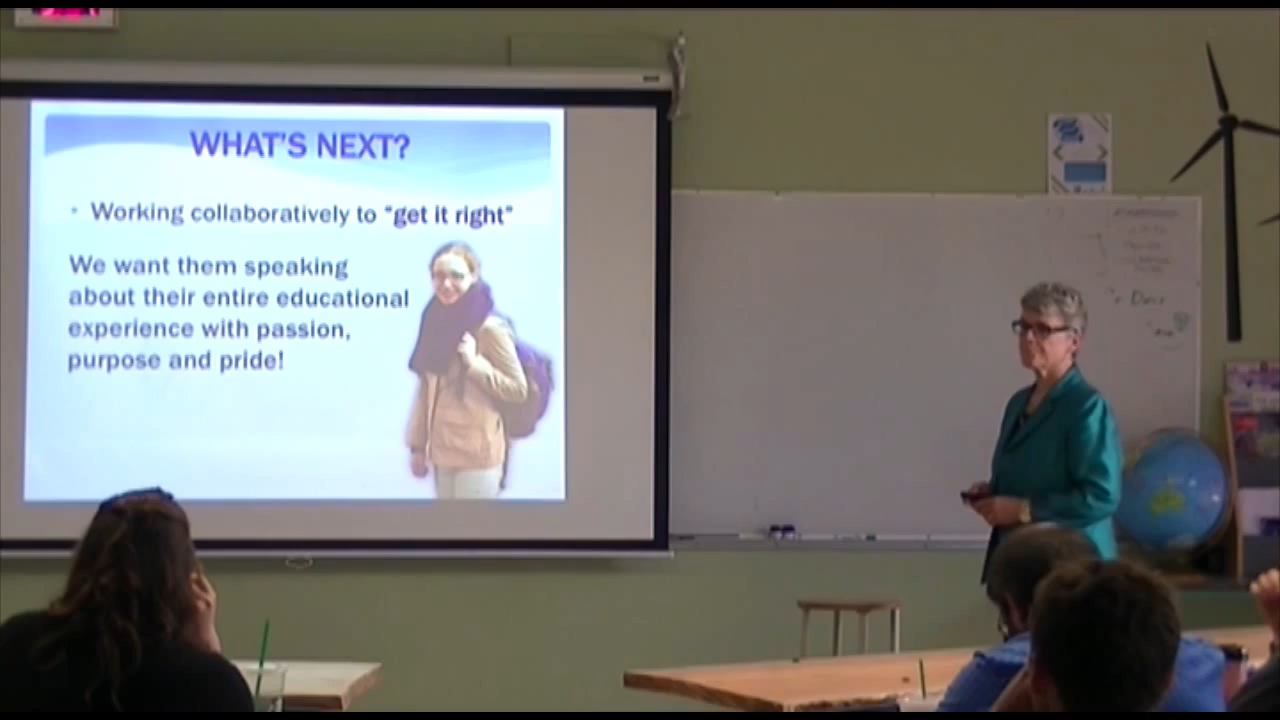 WHAT'S NEXT?
• Working collaboratively to "get it right"
We want them speaking
about their entire educational
experience with passion,
purpose and pride!